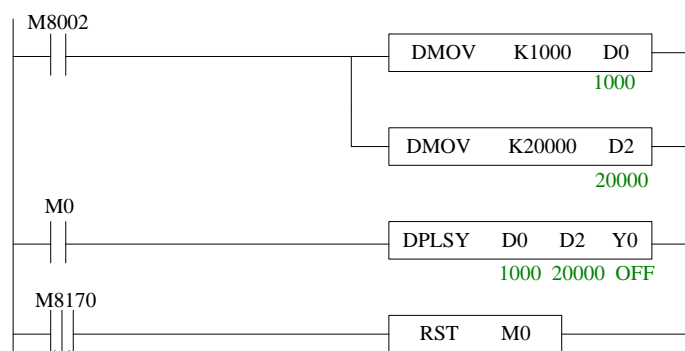 M8002
DMOV K1000 D0
1000
DMOV K20000 D2
20000
M0
DPLSY D0 D2 Y0
1000 20000 OFF
M8170
RST M0